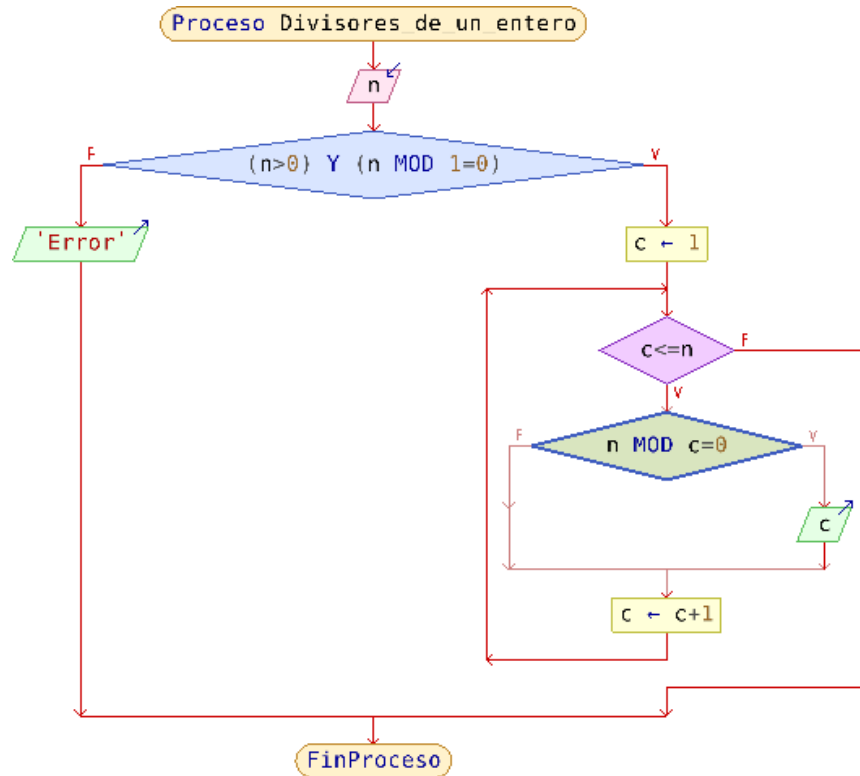 Proceso Divisores_de_un_entero
n
(n>0) Y (n MOD 1=0)
F
V
'Error'
c ← 1
c<=n
F
V
n MOD c=0
F
V
c
c ← c+1
FinProceso